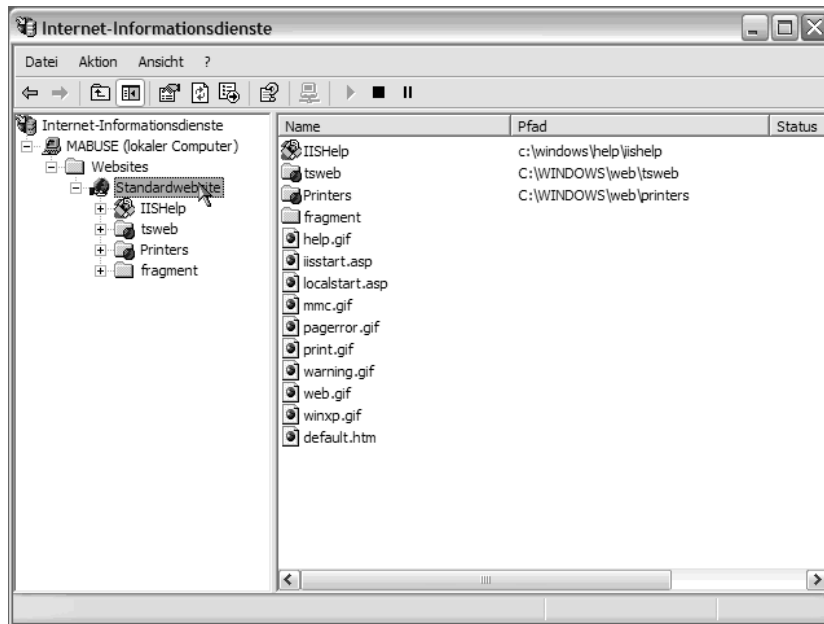 Internet-Informationsdienste
Datei Aktion Ansicht ?
Internet-Informationsdienste
MABUSE (lokaler Computer)
Websites
Standardwebsite
IISHelp
tsweb
Printers
fragment
Name Pfad Status
IISHelp c:\windows\help\iishelp
tsweb C:\WINDOWS\web\tsweb
Printers C:\WINDOWS\web\printers
fragment
help.gif
iisstart.asp
localstart.asp
mmc.gif
pagerror.gif
print.gif
warning.gif
web.gif
winxp.gif
default.htm